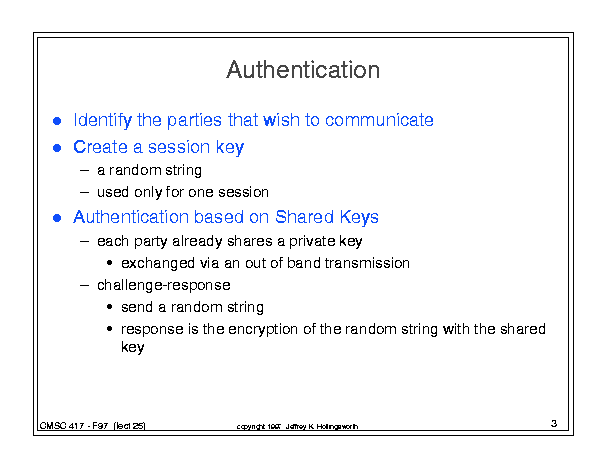 Authentication
● Identify the parties that wish to communicate
● Create a session key
– a random string
– used only for one session
● Authentication based on Shared Keys
– each party already shares a private key
• exchanged via an out of band transmission
– challenge-response
• send a random string
• response is the encryption of the random string with the shared
key
CMSC 417 - F97 (lect 25)
copyright 1997 Jeffrey K. Hollingsworth
3